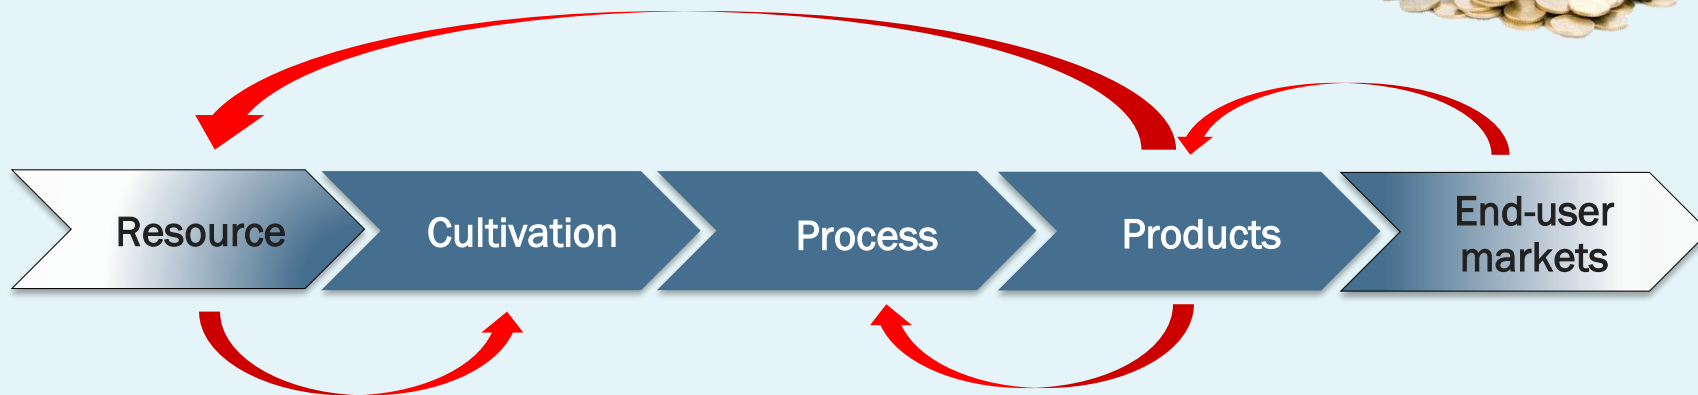 Resource
Cultivation
Process
Products
End-user
markets